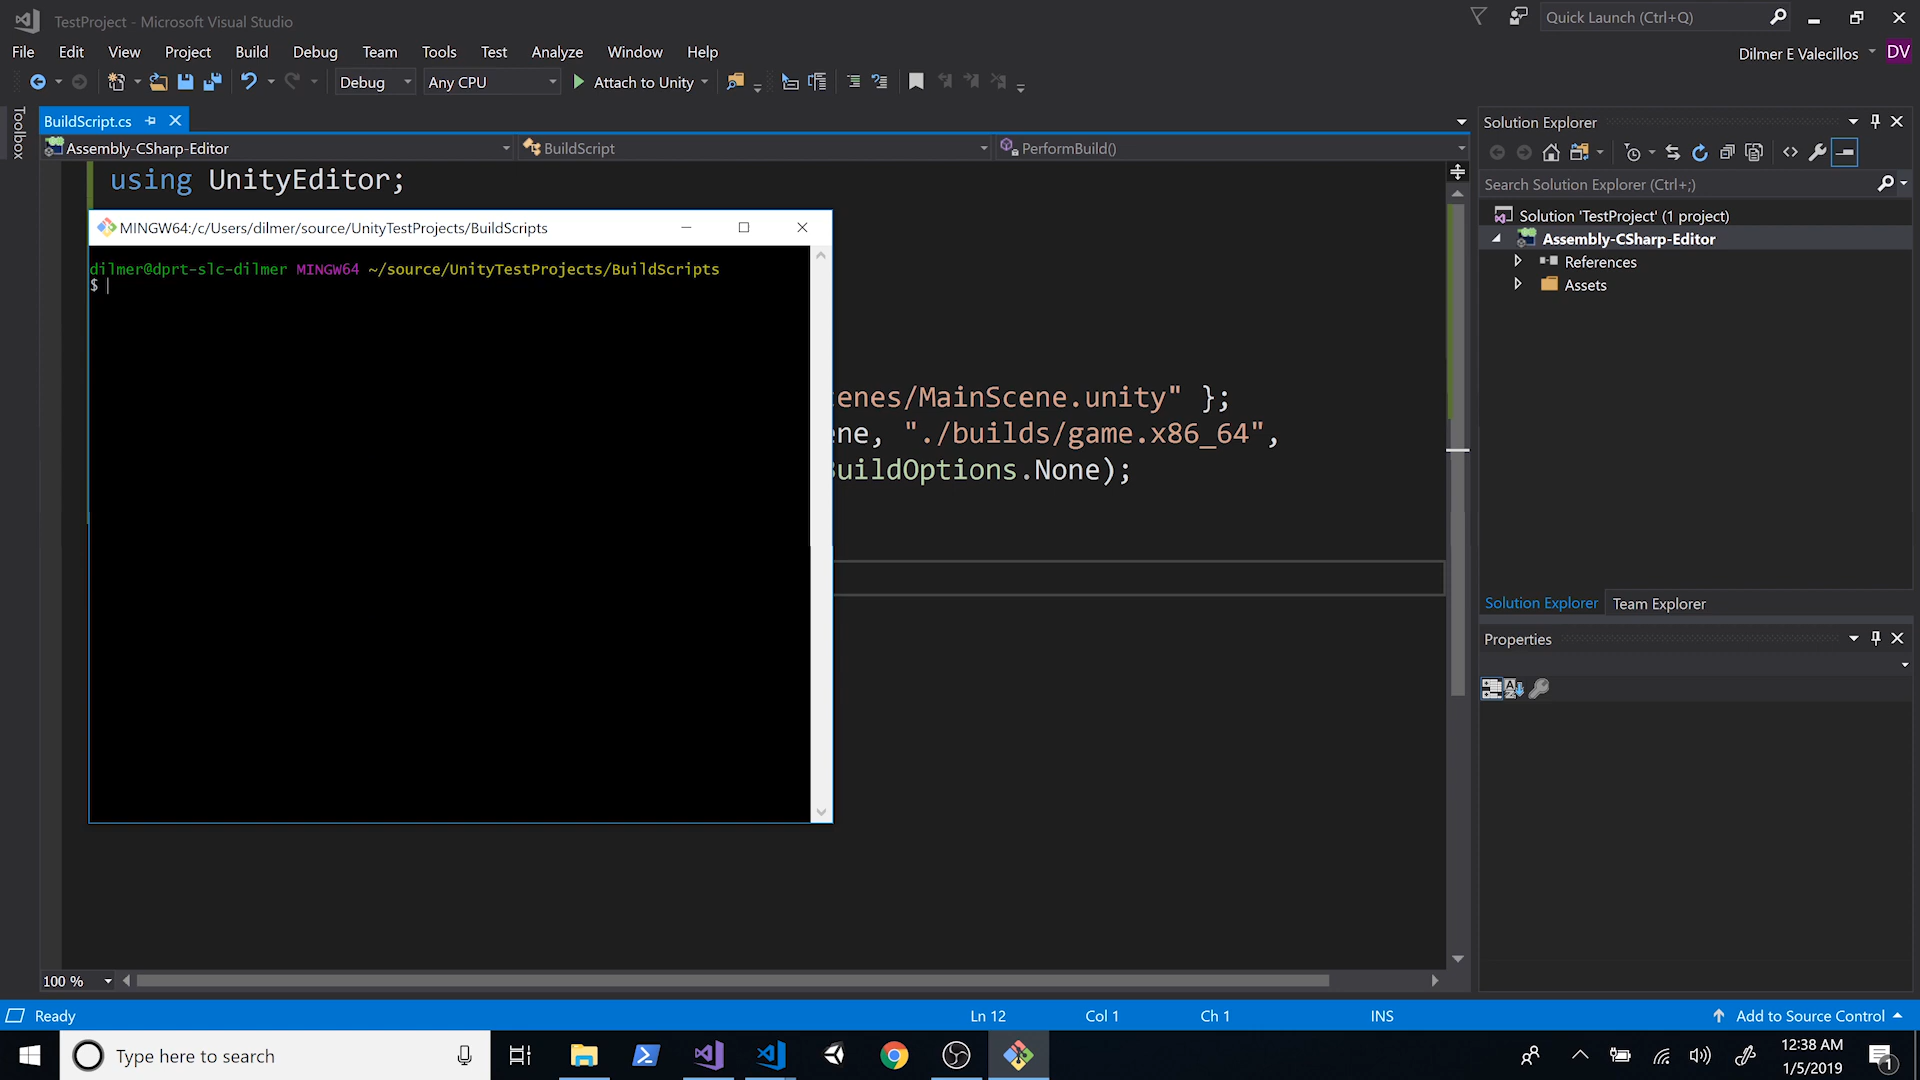 TestProject - Microsoft Visual Studio
Quick Launch (Ctrl+Q)
File Edit View Project Build Debug Team Tools Test Analyze Window Help
Dilmer E Valecillos DV
Debug Any CPU Attach to Unity
Toolbox
BuildScript.cs
Assembly-CSharp-Editor BuildScript PerformBuild()
using UnityEditor;
MINGW64:/c/Users/dilmer/source/UnityTestProjects/BuildScripts
dilmer@dprt-slc-dilmer MINGW64 ~/source/UnityTestProjects/BuildScripts
$
cenes/MainScene.unity" };
ene, "./builds/game.x86_64",
BuildOptions.None);
Solution Explorer
Search Solution Explorer (Ctrl+;)
Solution 'TestProject' (1 project)
Assembly-CSharp-Editor
References
Assets
Solution Explorer Team Explorer
Properties
100 %
Ready
Ln 12 Col 1 Ch 1 INS
Add to Source Control
Type here to search
12:38 AM
1/5/2019
1